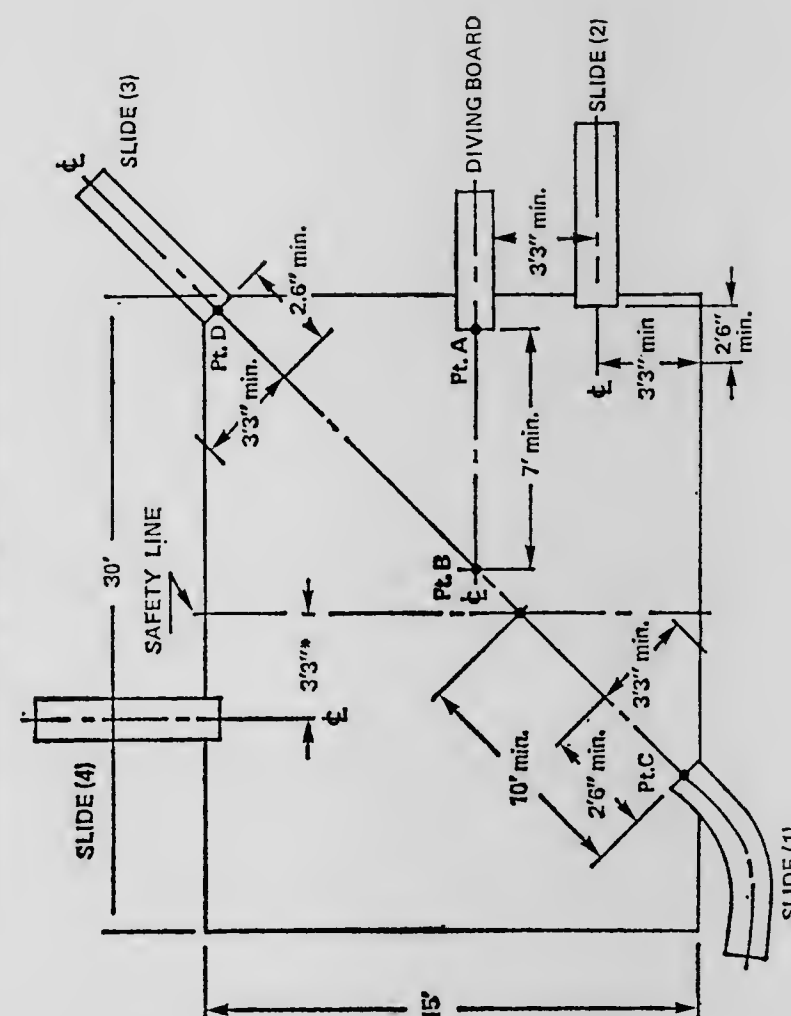 SLIDE (3)
℄
DIVING BOARD
SLIDE (2)
2.6" min.
3'3" min.
Pt. D
3'3" min.
Pt. A
℄
3'3" min
2'6"
min.
30'
SAFETY LINE
7' min.
Pt. B
℄
3'3"*
℄
SLIDE (4)
10' min.
2'6" min.
3'3" min.
Pt. C
15'
SLIDE (1)